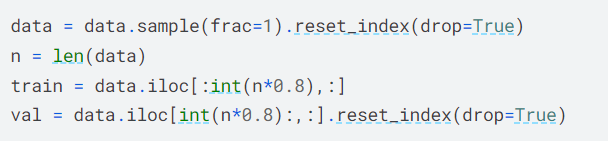 data = data.sample(frac=1).reset_index(drop=True)
n = len(data)
train = data.iloc[:int(n*0.8),:]
val = data.iloc[int(n*0.8):,:].reset_index(drop=True)